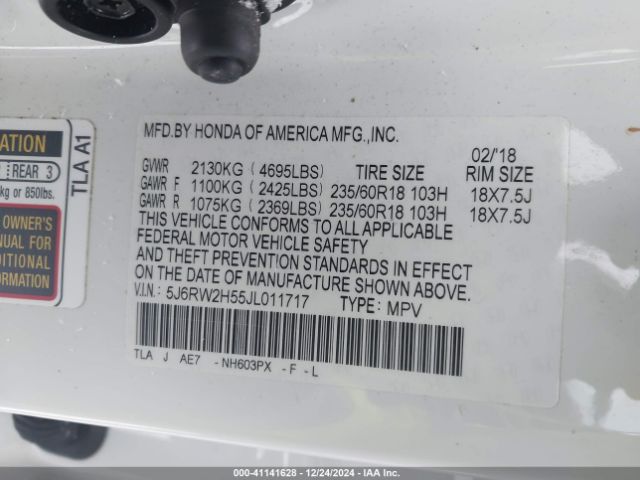 MFD.BY HONDA OF AMERICA MFG.,INC.
02/'18
GVWR 2130KG ( 4695LBS) TIRE SIZE RIM SIZE
GAWR F 1100KG ( 2425LBS) 235/60R18 103H 18X7.5J
GAWR R 1075KG ( 2369LBS) 235/60R18 103H 18X7.5J
THIS VEHICLE CONFORMS TO ALL APPLICABLE
FEDERAL MOTOR VEHICLE SAFETY
AND THEFT PREVENTION STANDARDS IN EFFECT
ON THE DATE OF MANUFACTURE SHOWN ABOVE.
V.I.N.: 5J6RW2H55JL011717 TYPE: MPV
TLA J AE7 -NH603PX -F -L
TLA A1
ATION
REAR 3
kg or 850lbs.
OWNER'S
NUAL FOR
DITIONAL
ORMATION
000-41141628 - 12/24/2024 - IAA Inc. Copyright